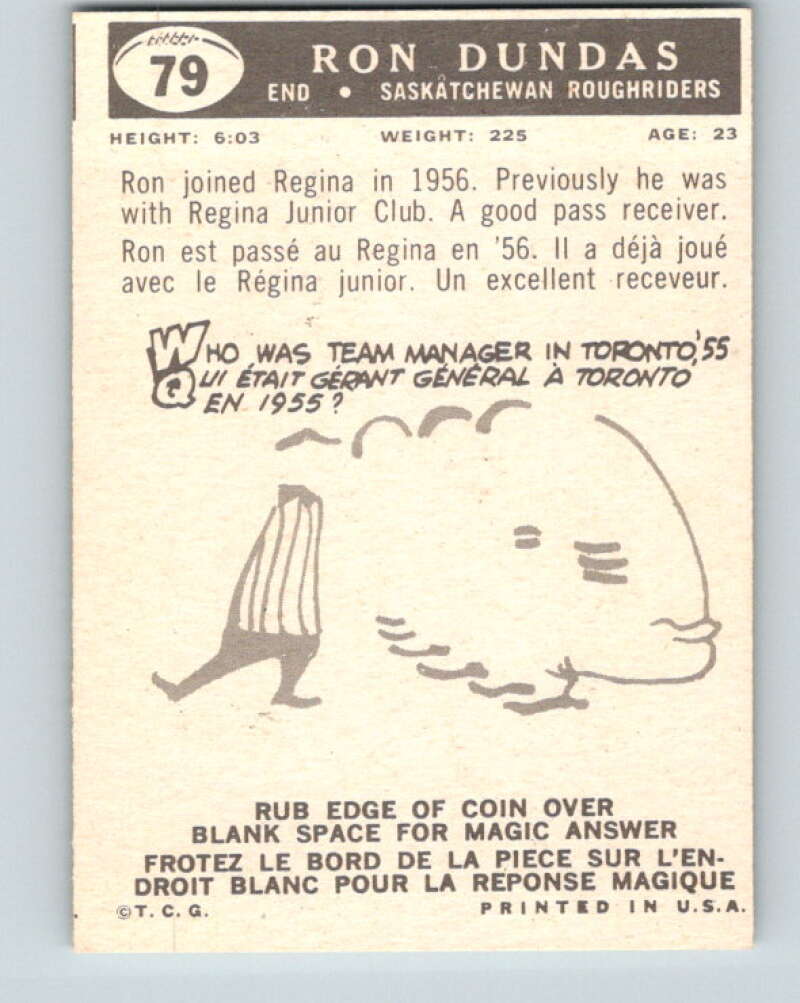 79
RON DUNDAS
END • SASKATCHEWAN ROUGHRIDERS
HEIGHT: 6:03 WEIGHT: 225 AGE: 23
Ron joined Regina in 1956. Previously he was
with Regina Junior Club. A good pass receiver.
Ron est passé au Regina en '56. Il a déjà joué
avec le Régina junior. Un excellent receveur.
WHO WAS TEAM MANAGER IN TORONTO, '55
QUI ÉTAIT GÉRANT GÉNÉRAL À TORONTO
EN 1955?
RUB EDGE OF COIN OVER
BLANK SPACE FOR MAGIC ANSWER
FROTEZ LE BORD DE LA PIECE SUR L'EN-
DROIT BLANC POUR LA REPONSE MAGIQUE
©T.C.G. PRINTED IN U.S.A.